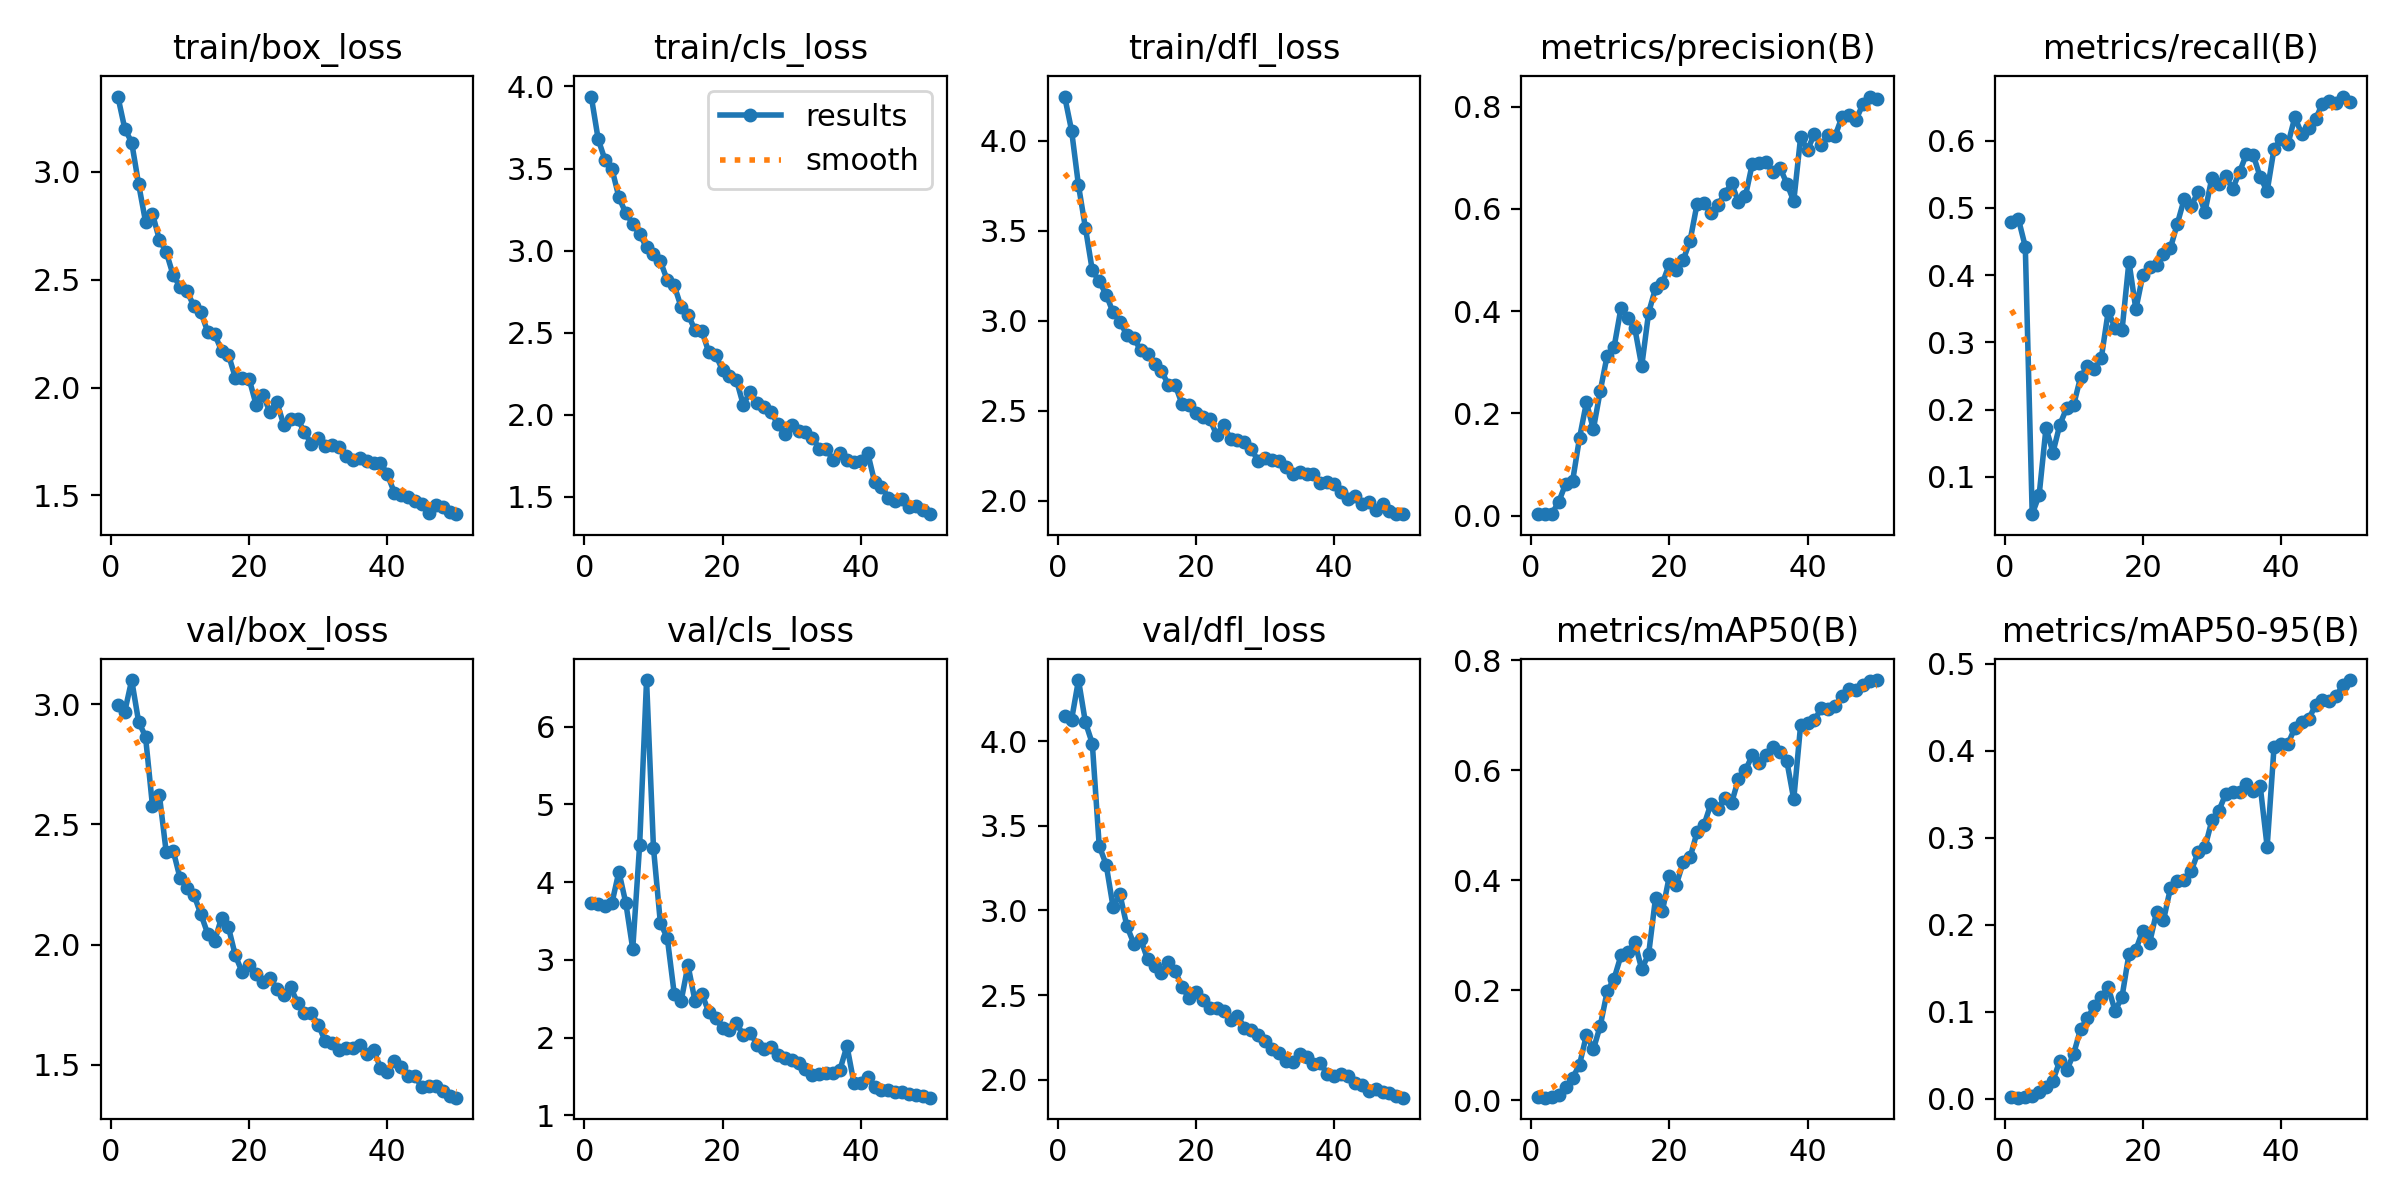 train/box_loss
train/cls_loss
train/dfl_loss
metrics/precision(B)
metrics/recall(B)
3.0
2.5
2.0
1.5
0 20 40
4.0
3.5
3.0
2.5
2.0
1.5
0 20 40
results
smooth
4.0
3.5
3.0
2.5
2.0
0 20 40
0.8
0.6
0.4
0.2
0.0
0 20 40
0.6
0.5
0.4
0.3
0.2
0.1
0 20 40
val/box_loss
val/cls_loss
val/dfl_loss
metrics/mAP50(B)
metrics/mAP50-95(B)
3.0
2.5
2.0
1.5
0 20 40
6
5
4
3
2
1
0 20 40
4.0
3.5
3.0
2.5
2.0
0 20 40
0.8
0.6
0.4
0.2
0.0
0 20 40
0.5
0.4
0.3
0.2
0.1
0.0
0 20 40